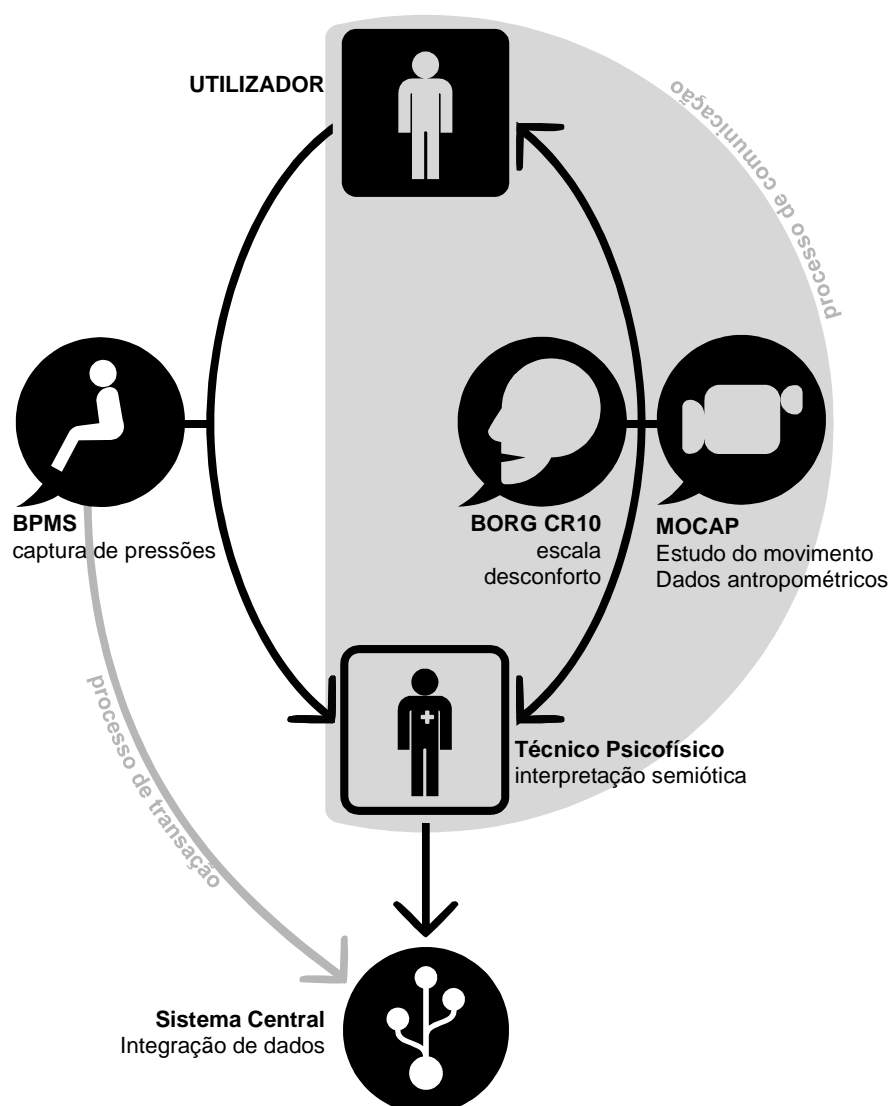 UTILIZADOR
processo de comunicação
BPMS
captura de pressões
BORG CR10
escala
desconforto
MOCAP
Estudo do movimento
Dados antropométricos
processo de transação
Técnico Psicofísico
interpretação semiótica
Sistema Central
Integração de dados